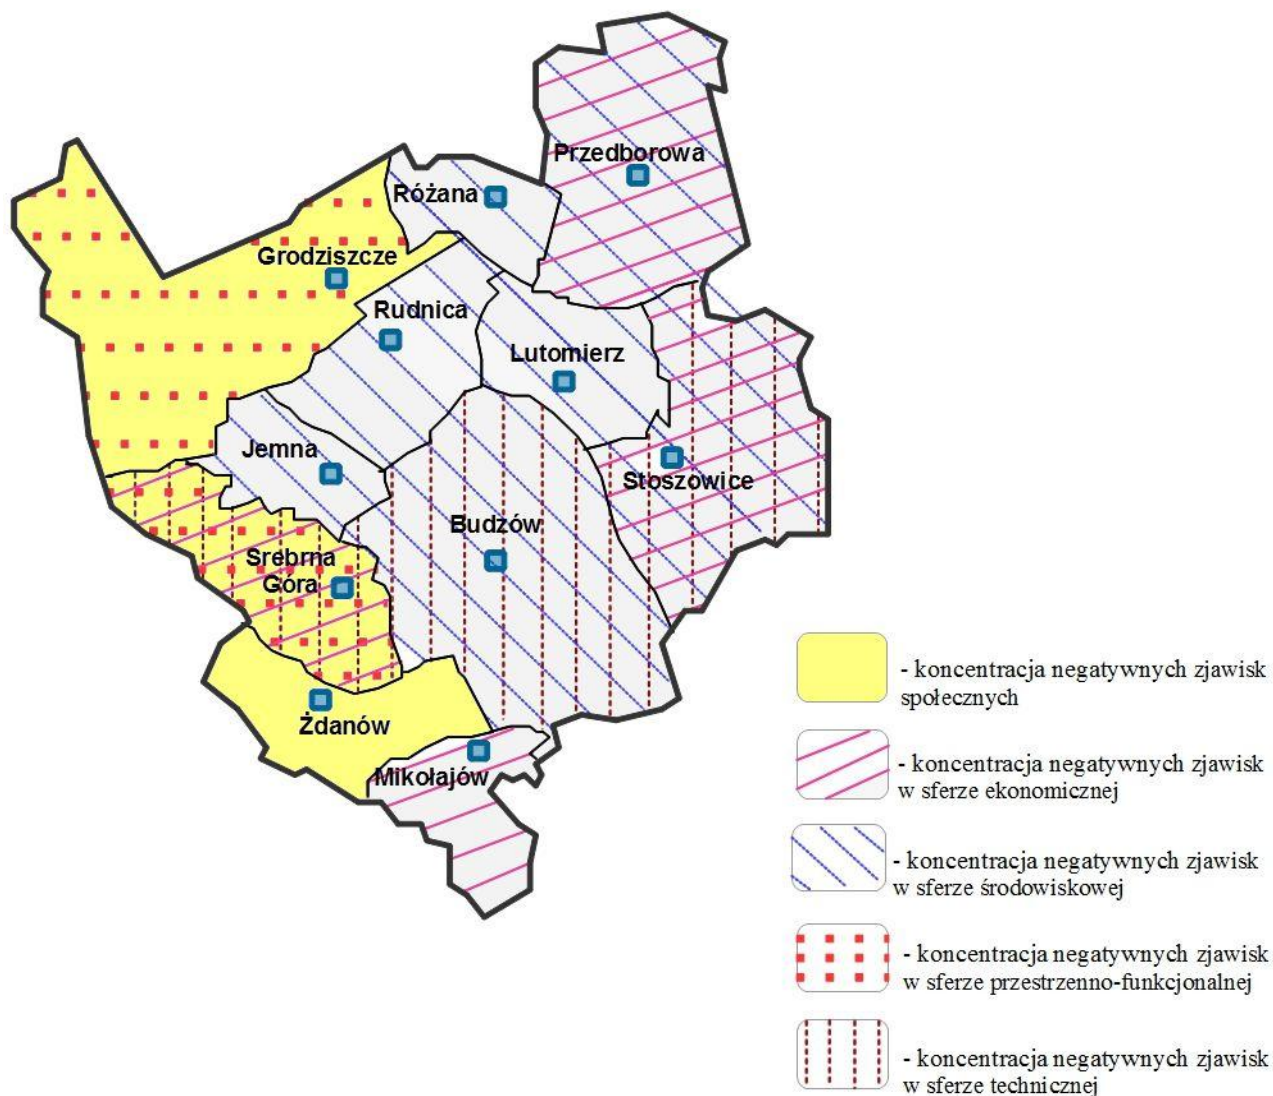 Przedborowa
Różana
Grodziszcze
Rudnica
Lutomierz
Jemna
Stoszowice
Budzów
Srebrna
Góra
Żdanów
Mikołajów
- koncentracja negatywnych zjawisk
społecznych
- koncentracja negatywnych zjawisk
w sferze ekonomicznej
- koncentracja negatywnych zjawisk
w sferze środowiskowej
- koncentracja negatywnych zjawisk
w sferze przestrzenno-funkcjonalnej
- koncentracja negatywnych zjawisk
w sferze technicznej